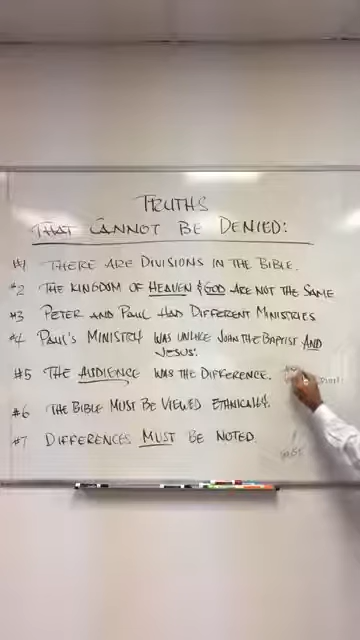 TRUTHS
THAT CANNOT BE DENIED:
#1 THERE ARE DIVISIONS IN THE BIBLE.
#2 THE KINGDOM OF HEAVEN & GOD ARE NOT THE SAME
#3 PETER AND PAUL HAD DIFFERENT MINISTRIES
#4 PAUL'S MINISTRY WAS UNLIKE JOHN THE BAPTIST AND
JESUS'.
#5 THE AUDIENCE WAS THE DIFFERENCE.
#6 THE BIBLE MUST BE VIEWED ETHNICALLY.
#7 DIFFERENCES MUST BE NOTED.